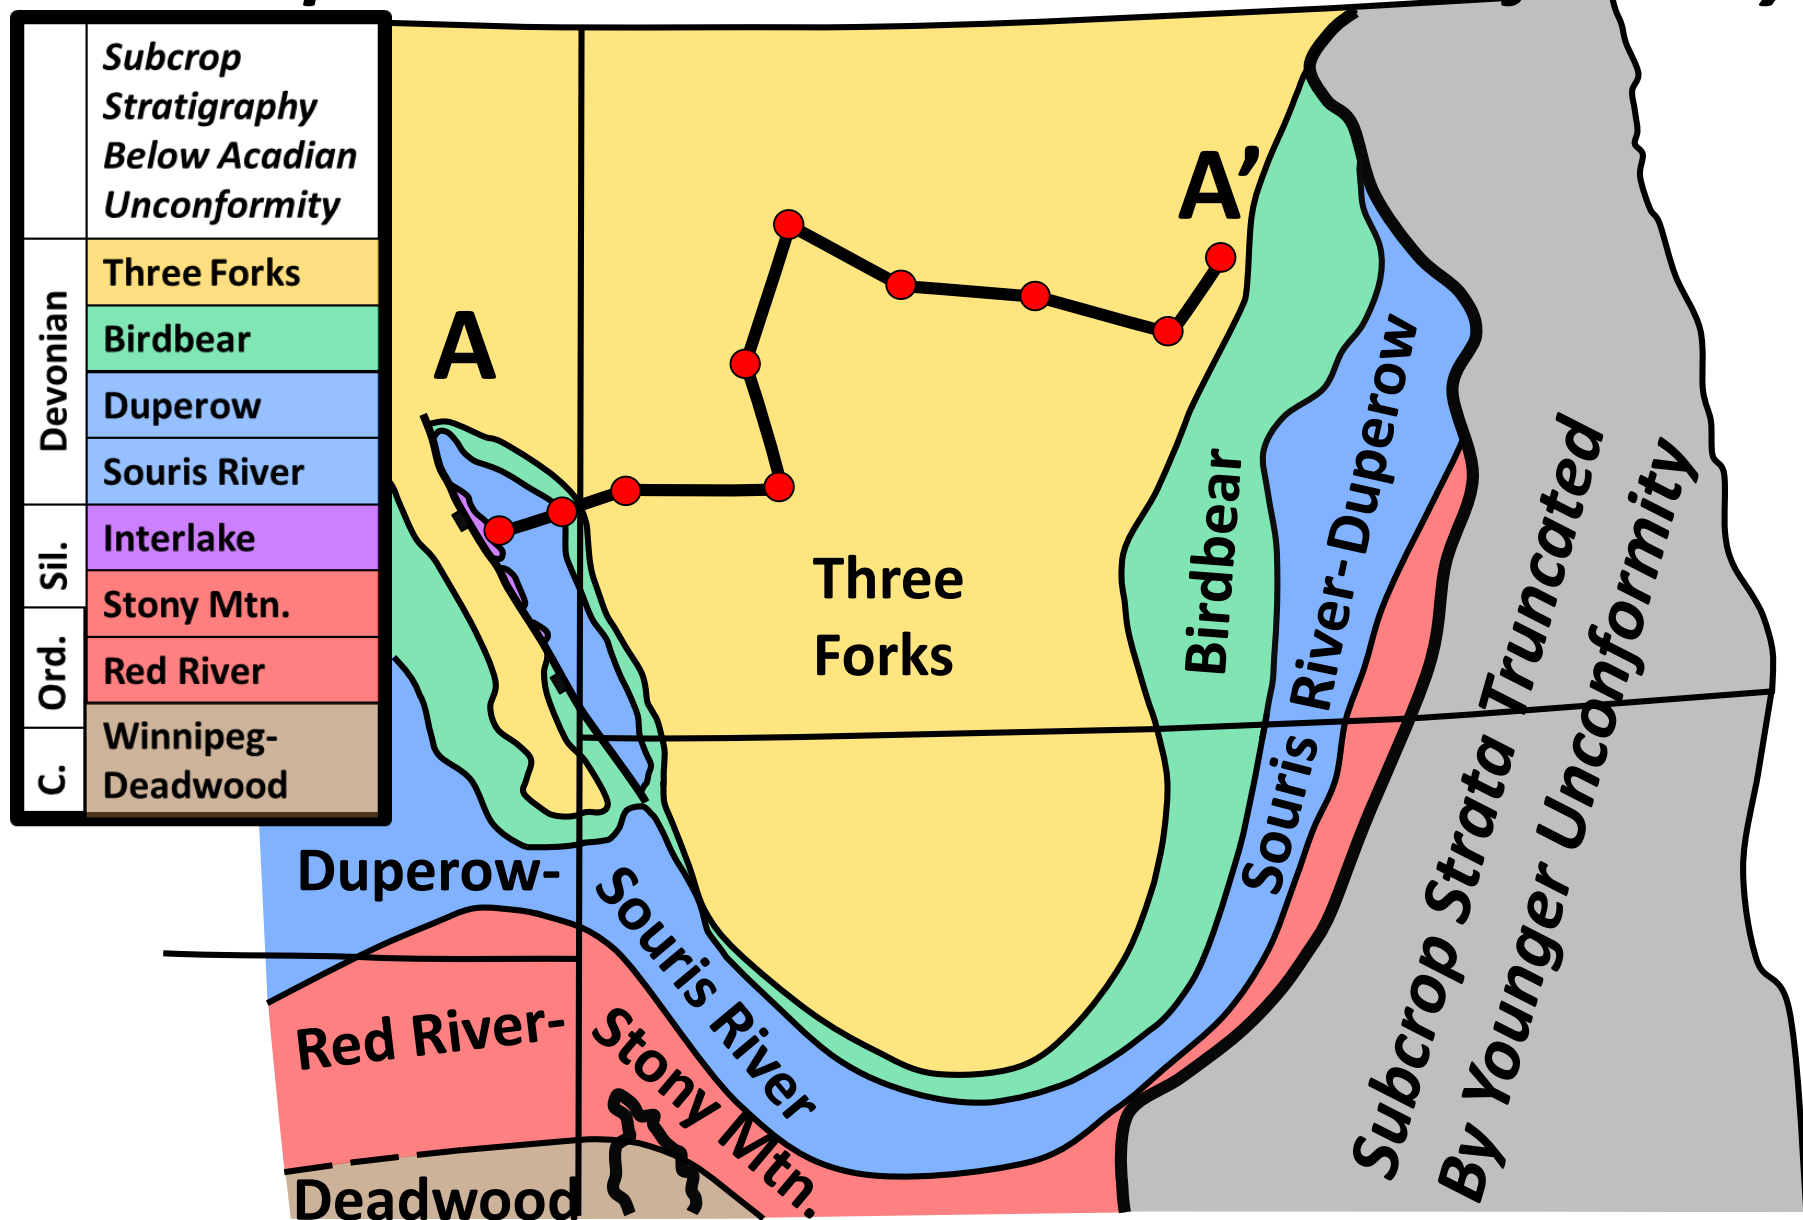 Subcrop
Stratigraphy
Below Acadian
Unconformity
Devonian
Three Forks
Birdbear
Duperow
Souris River
Sil.
Interlake
Stony Mtn.
Ord.
Red River
C.
Winnipeg-
Deadwood
A
A’
Three
Forks
Birdbear
Souris River-Duperow
Subcrop Strata Truncated
By Younger Unconformity
Duperow-
Souris River
Red River-
Stony Mtn.
Deadwood